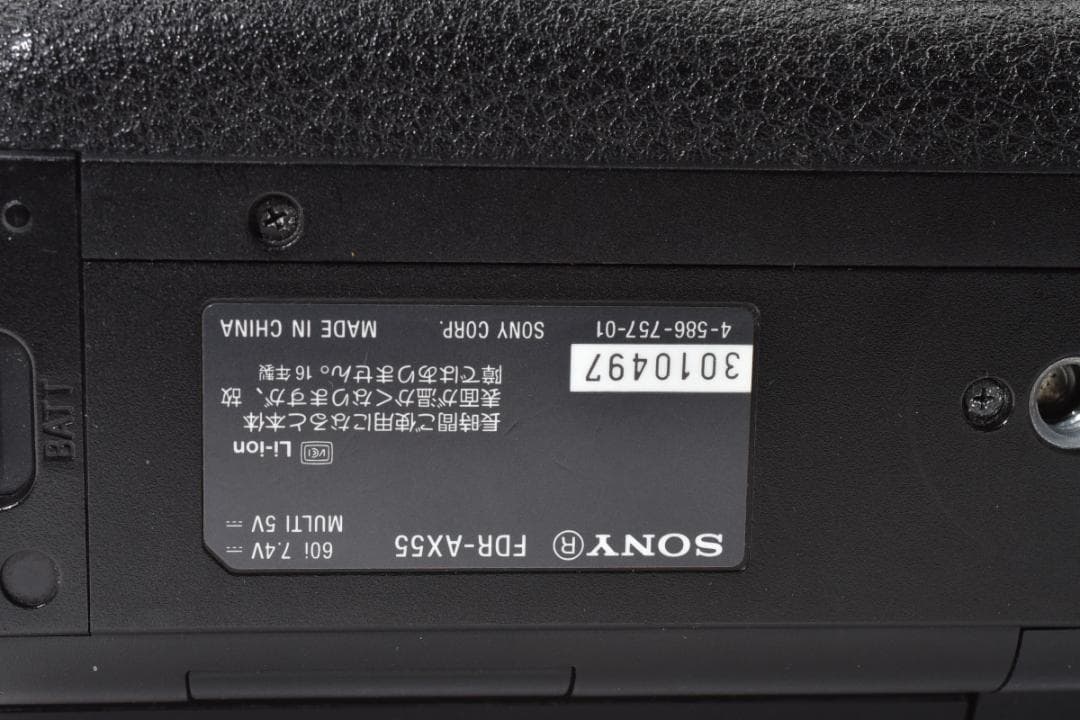 SONY® FDR-AX55 60i 7.4V ⎓
MULTI 5V ⎓
VCI Li-ion
長時間ご使用になると本体
表面が温かくなりますが、故
障ではありません。16年製
3010497
4-586-757-01 SONY CORP. MADE IN CHINA
BATT